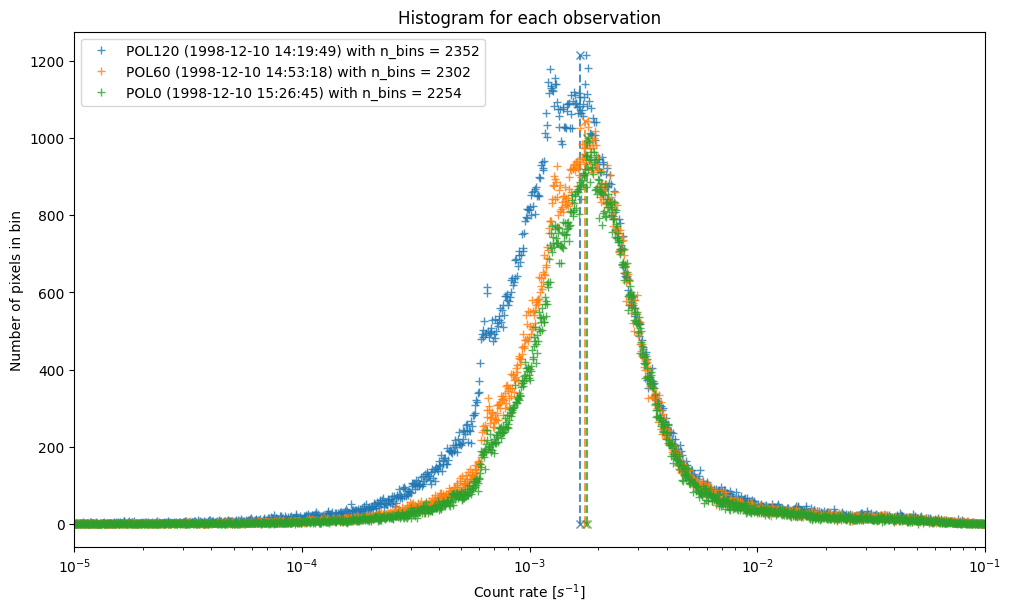 Histogram for each observation
POL120 (1998-12-10 14:19:49) with n_bins = 2352
POL60 (1998-12-10 14:53:18) with n_bins = 2302
POL0 (1998-12-10 15:26:45) with n_bins = 2254
Number of pixels in bin
1200
1000
800
600
400
200
0
10⁻⁵ 10⁻⁴ 10⁻³ 10⁻² 10⁻¹
Count rate [s⁻¹]